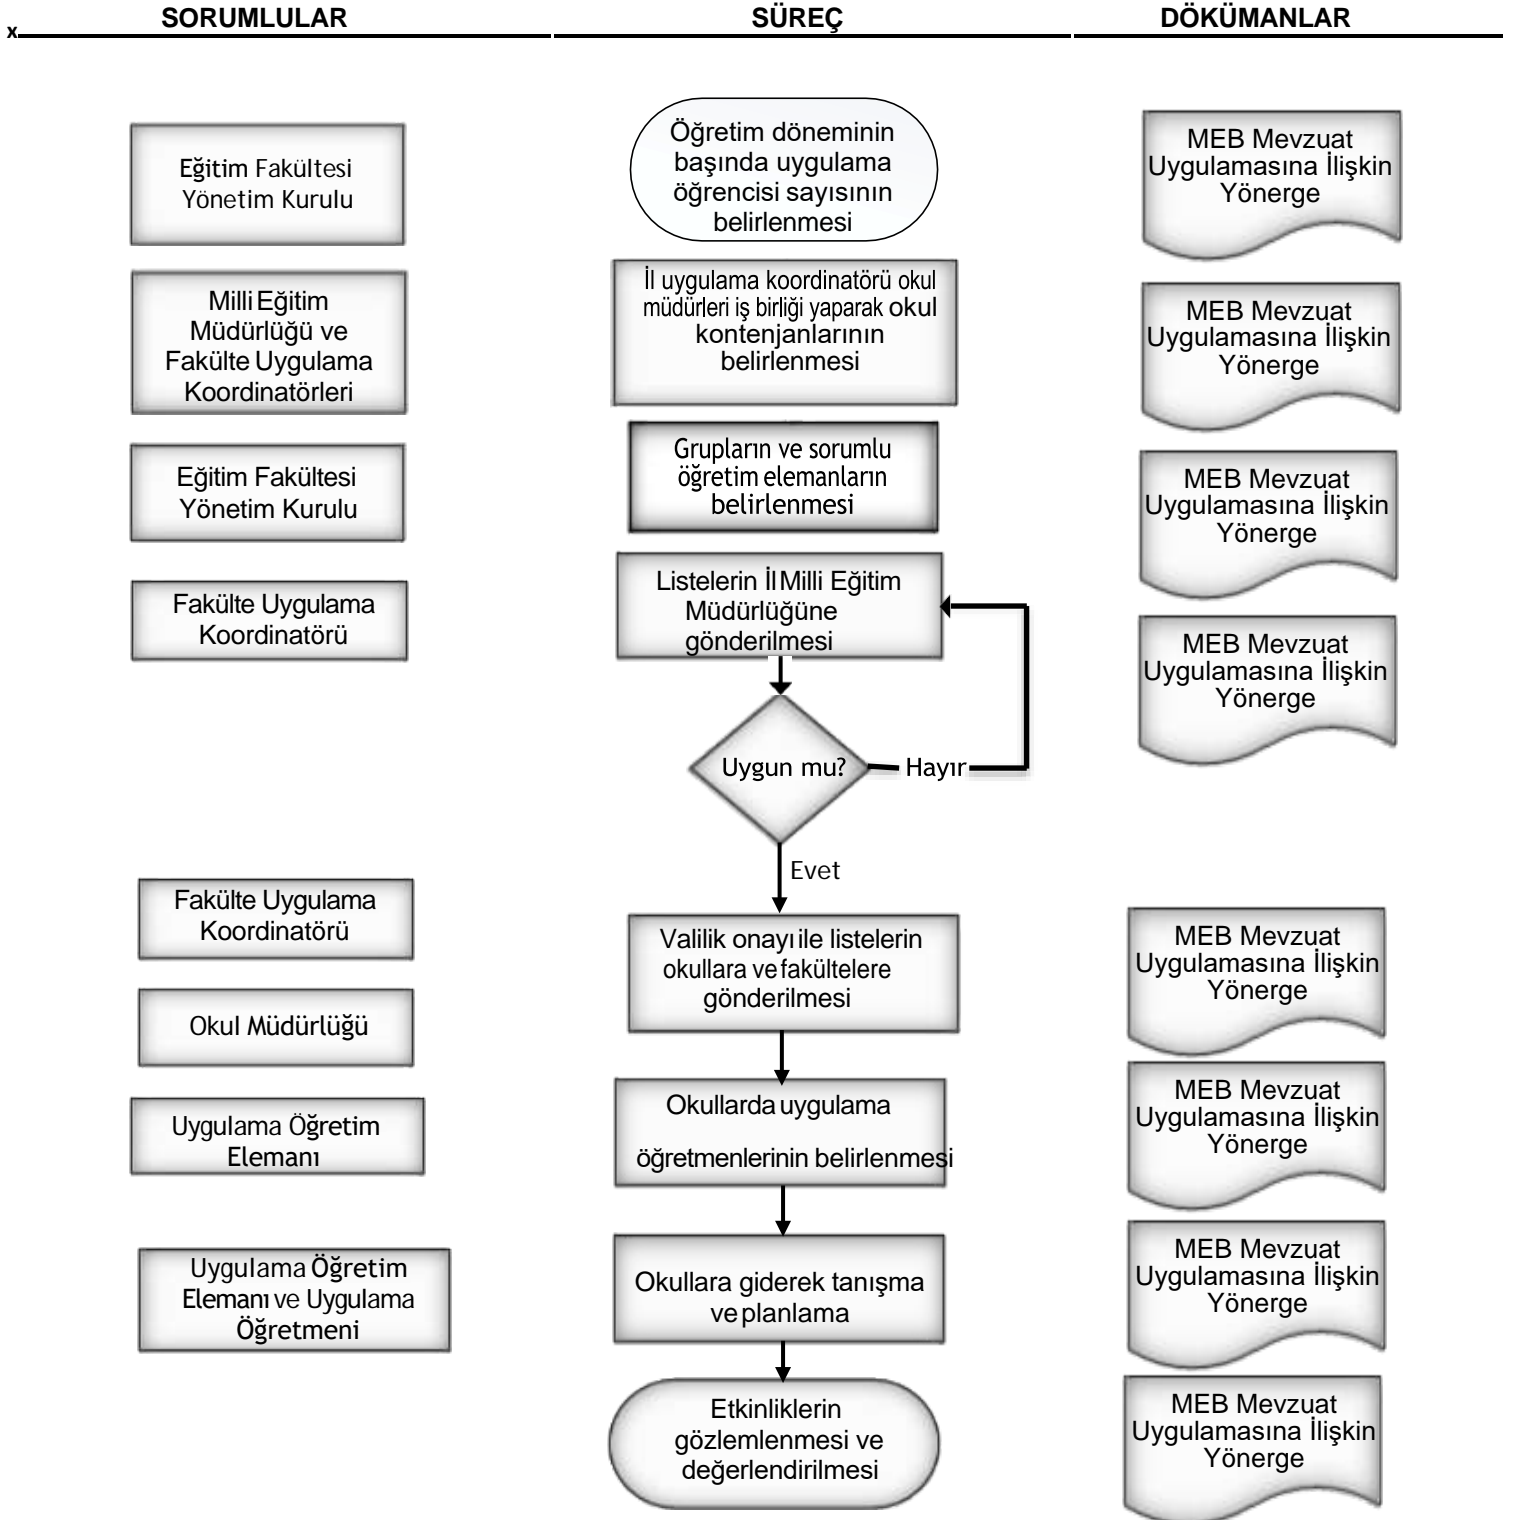 x
SORUMLULAR
SÜREÇ
DÖKÜMANLAR
Eğitim Fakültesi
Yönetim Kurulu
Öğretim döneminin
başında uygulama
öğrencisi sayısının
belirlenmesi
MEB Mevzuat
Uygulamasına İlişkin
Yönerge
Milli Eğitim
Müdürlüğü ve
Fakülte Uygulama
Koordinatörleri
İl uygulama koordinatörü okul
müdürleri iş birliği yaparak okul
kontenjanlarının
belirlenmesi
MEB Mevzuat
Uygulamasına İlişkin
Yönerge
Eğitim Fakültesi
Yönetim Kurulu
Grupların ve sorumlu
öğretim elemanların
belirlenmesi
MEB Mevzuat
Uygulamasına İlişkin
Yönerge
Fakülte Uygulama
Koordinatörü
Listelerin İl Milli Eğitim
Müdürlüğüne
gönderilmesi
MEB Mevzuat
Uygulamasına İlişkin
Yönerge
Uygun mu?
Hayır
Evet
Fakülte Uygulama
Koordinatörü
Valilik onayı ile listelerin
okullara ve fakültelere
gönderilmesi
MEB Mevzuat
Uygulamasına İlişkin
Yönerge
Okul Müdürlüğü
Okullarda uygulama
öğretmenlerinin belirlenmesi
MEB Mevzuat
Uygulamasına İlişkin
Yönerge
Uygulama Öğretim
Elemanı
Okullara giderek tanışma
ve planlama
MEB Mevzuat
Uygulamasına İlişkin
Yönerge
Uygulama Öğretim
Elemanı ve Uygulama
Öğretmeni
Etkinliklerin
gözlemlenmesi ve
değerlendirilmesi
MEB Mevzuat
Uygulamasına İlişkin
Yönerge